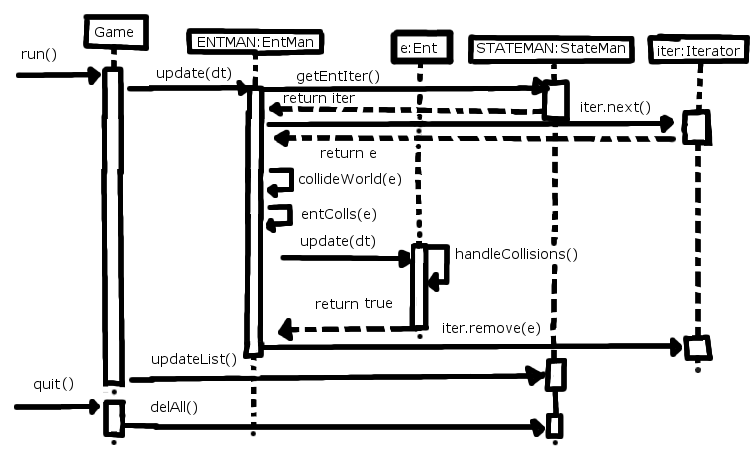 Game
ENTMAN:EntMan
e:Ent
STATEMAN:StateMan
iter:Iterator
run()
update(dt)
getEntIter()
return iter
iter.next()
return e
collideWorld(e)
entColls(e)
update(dt)
handleCollisions()
return true
iter.remove(e)
updateList()
quit()
delAll()